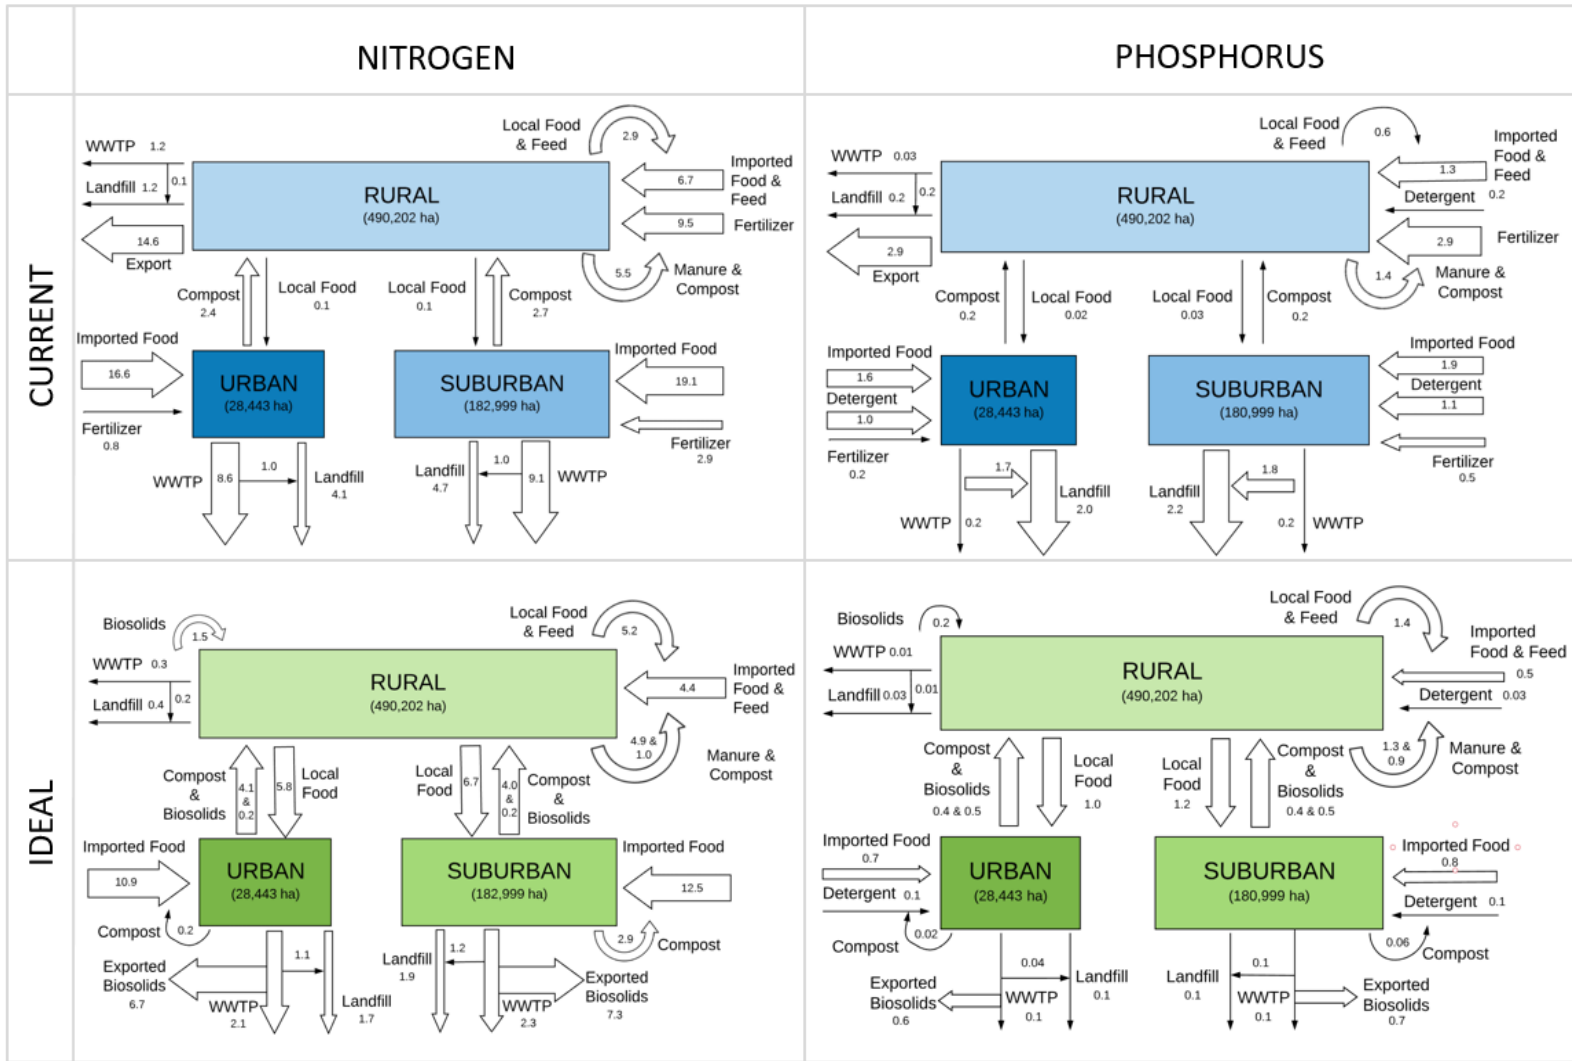 NITROGEN
PHOSPHORUS
CURRENT
WWTP 1.2
Landfill 1.2
0.1
14.6
Export
RURAL
(490,202 ha)
Local Food
& Feed
2.9
6.7
Imported
Food &
Feed
9.5
Fertilizer
5.5
Manure &
Compost
Compost
2.4
Local Food
0.1
Local Food
0.1
Compost
2.7
Imported Food
16.6
Fertilizer
0.8
URBAN
(28,443 ha)
SUBURBAN
(182,999 ha)
Imported Food
19.1
Fertilizer
2.9
WWTP
8.6
1.0
Landfill
4.1
Landfill
4.7
1.0
9.1
WWTP
WWTP 0.03
Landfill 0.2
0.2
2.9
Export
RURAL
(490,202 ha)
Local Food
& Feed
0.6
Imported
Food &
Feed
1.3
Detergent
0.2
2.9
Fertilizer
1.4
Manure &
Compost
Compost
0.2
Local Food
0.02
Local Food
0.03
Compost
0.2
Imported Food
1.6
Detergent
1.0
Fertilizer
0.2
URBAN
(28,443 ha)
SUBURBAN
(180,999 ha)
Imported Food
1.9
Detergent
1.1
Fertilizer
0.5
WWTP
0.2
1.7
Landfill
2.0
Landfill
2.2
1.8
0.2
WWTP
IDEAL
Biosolids
1.5
WWTP 0.3
Landfill 0.4
0.2
RURAL
(490,202 ha)
Local Food
& Feed
5.2
4.4
Imported
Food &
Feed
4.9 &
1.0
Manure &
Compost
Compost
&
Biosolids
4.1
&
0.2
5.8
Local
Food
Local
Food
6.7
4.0
&
0.2
Compost
&
Biosolids
Imported Food
10.9
URBAN
(28,443 ha)
SUBURBAN
(182,999 ha)
Imported Food
12.5
Compost
0.2
Exported
Biosolids
6.7
WWTP
2.1
1.1
Landfill
1.7
Landfill
1.9
1.2
WWTP
2.3
2.9
Compost
Exported
Biosolids
7.3
Biosolids
0.2
WWTP 0.01
Landfill 0.03
0.01
RURAL
(490,202 ha)
Local Food
& Feed
1.4
Imported
Food & Feed
0.5
Detergent 0.03
1.3 &
0.9
Manure &
Compost
Compost
&
Biosolids
0.4 & 0.5
Local
Food
1.0
Local
Food
1.2
Compost
&
Biosolids
0.4 & 0.5
Imported Food
0.7
Detergent 0.1
URBAN
(28,443 ha)
SUBURBAN
(180,999 ha)
Imported Food
0.8
Detergent 0.1
Compost
0.02
Exported
Biosolids
0.6
0.04
WWTP
0.1
Landfill
0.1
Landfill
0.1
0.1
WWTP
0.1
0.06
Compost
Exported
Biosolids
0.7